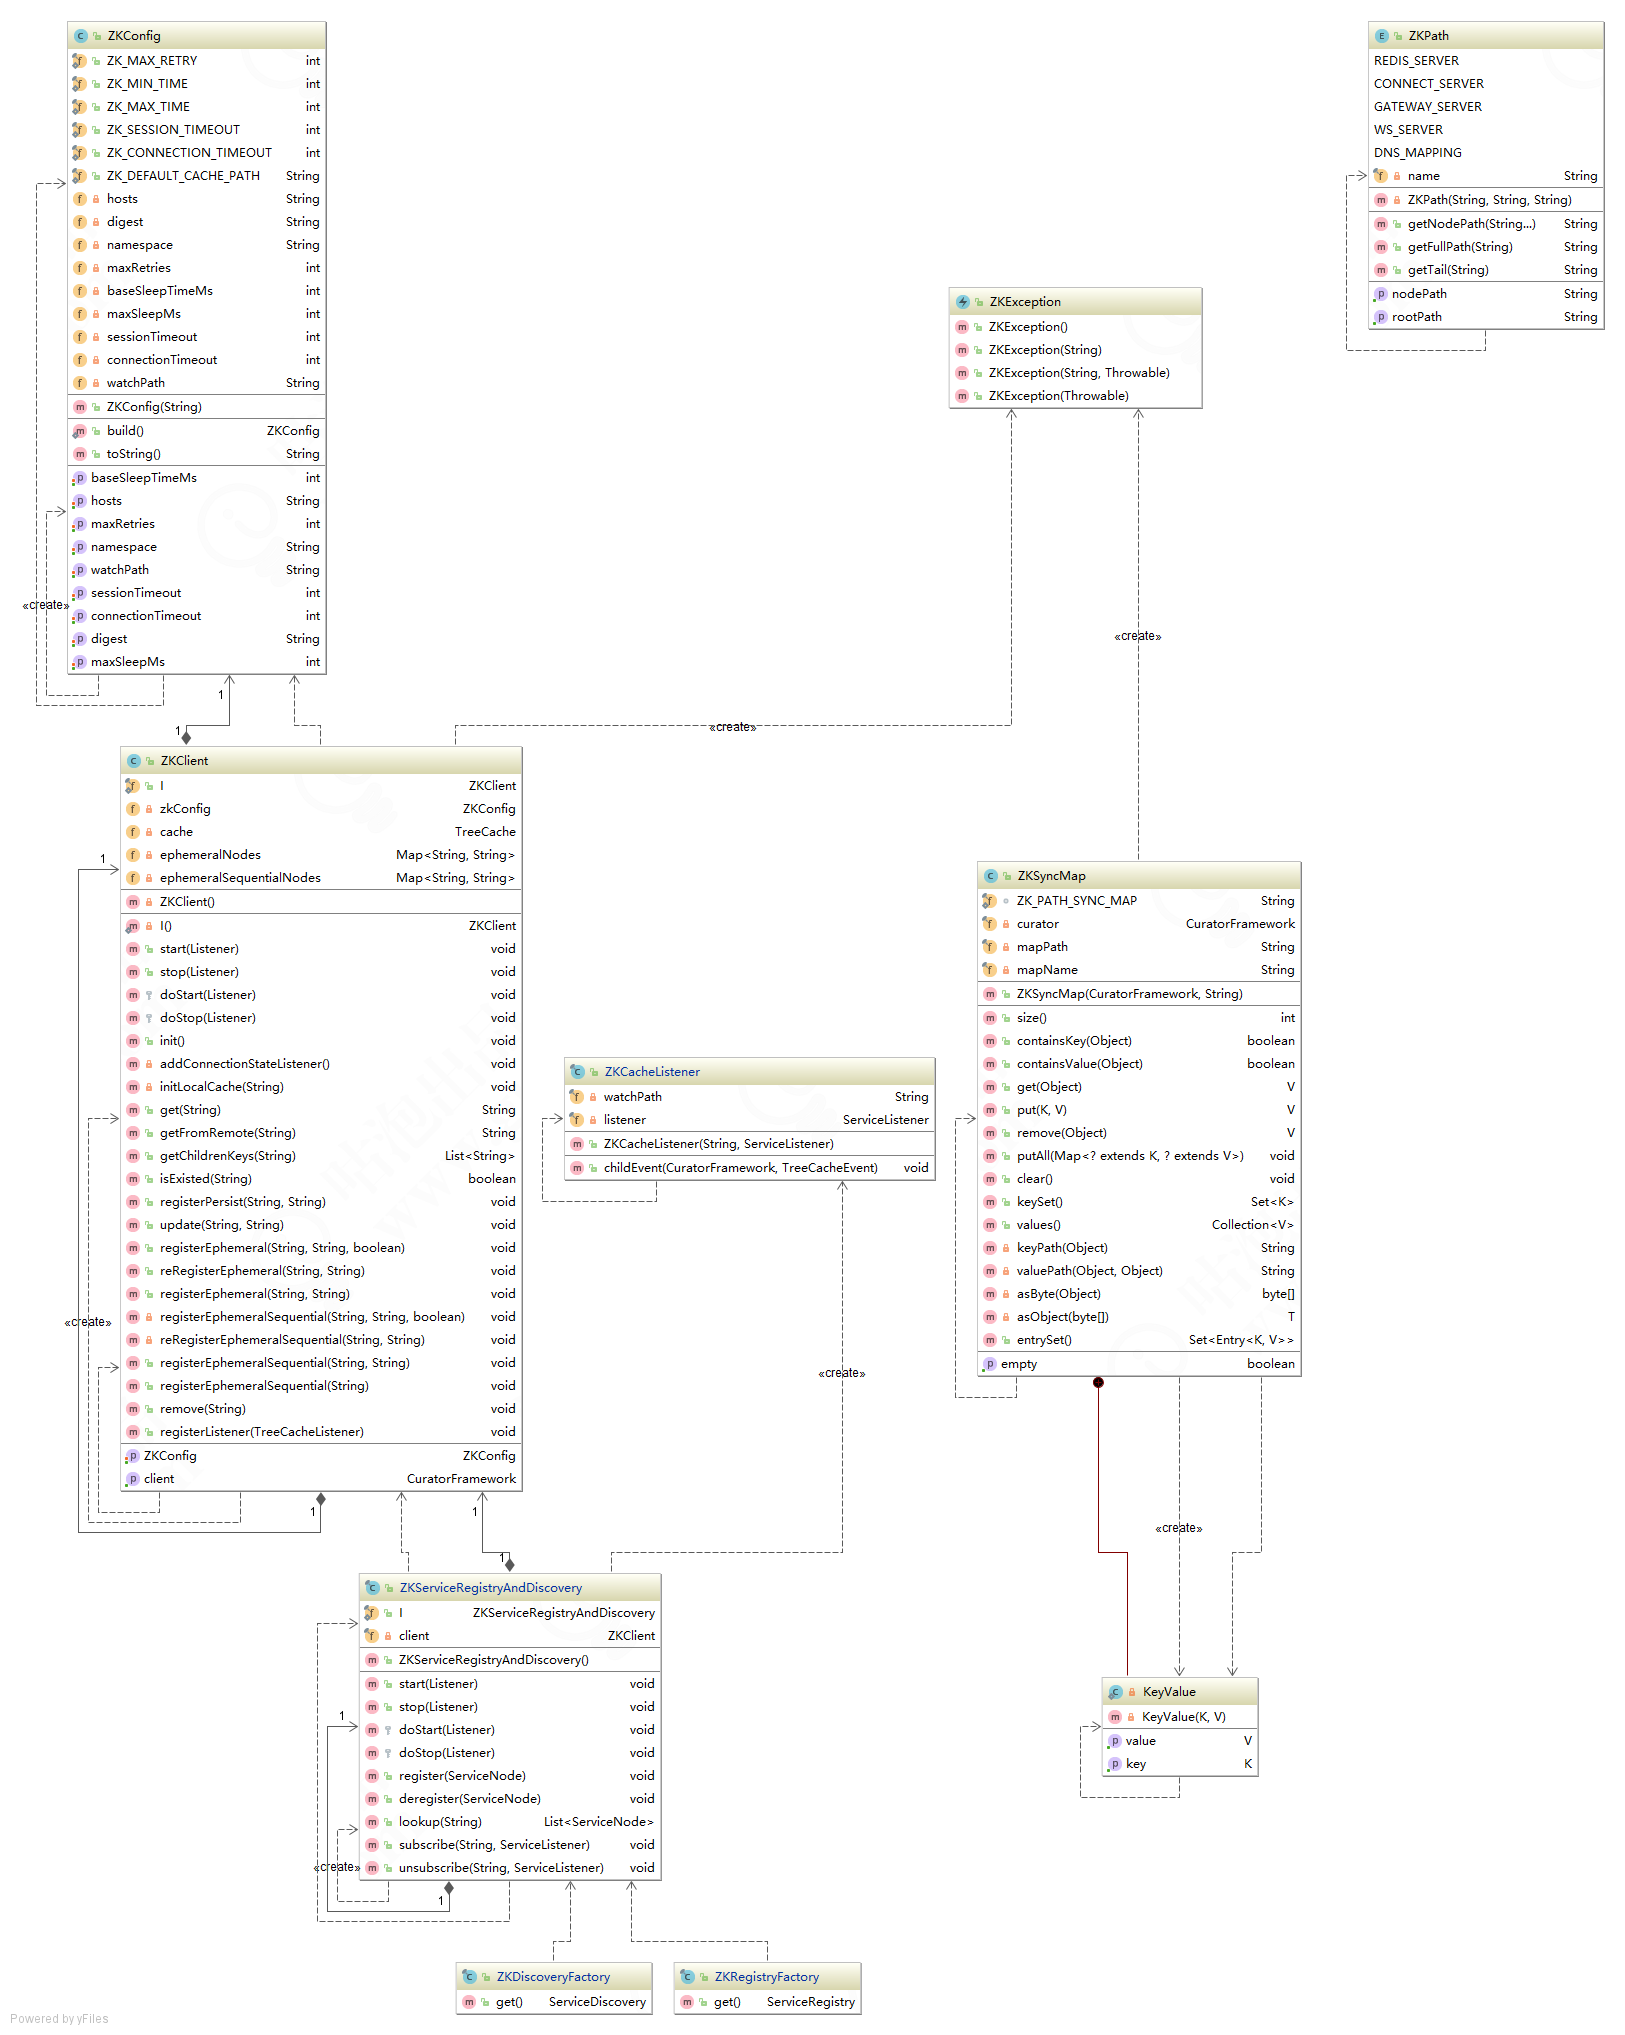 ZKConfig
ZK_MAX_RETRY int
ZK_MIN_TIME int
ZK_MAX_TIME int
ZK_SESSION_TIMEOUT int
ZK_CONNECTION_TIMEOUT int
ZK_DEFAULT_CACHE_PATH String
hosts String
digest String
namespace String
maxRetries int
baseSleepTimeMs int
maxSleepMs int
sessionTimeout int
connectionTimeout int
watchPath String
ZKConfig(String)
build() ZKConfig
toString() String
baseSleepTimeMs int
hosts String
maxRetries int
namespace String
watchPath String
sessionTimeout int
connectionTimeout int
digest String
maxSleepMs int
«create»
1
1
ZKPath
REDIS_SERVER
CONNECT_SERVER
GATEWAY_SERVER
WS_SERVER
DNS_MAPPING
name String
ZKPath(String, String, String)
getNodePath(String...) String
getFullPath(String) String
getTail(String) String
nodePath String
rootPath String
ZKException
ZKException()
ZKException(String)
ZKException(String, Throwable)
ZKException(Throwable)
«create»
«create»
ZKClient
I ZKClient
zkConfig ZKConfig
cache TreeCache
ephemeralNodes Map<String, String>
ephemeralSequentialNodes Map<String, String>
ZKClient()
I() ZKClient
start(Listener) void
stop(Listener) void
doStart(Listener) void
doStop(Listener) void
init() void
addConnectionStateListener() void
initLocalCache(String) void
get(String) String
getFromRemote(String) String
getChildrenKeys(String) List<String>
isExisted(String) boolean
registerPersist(String, String) void
update(String, String) void
registerEphemeral(String, String, boolean) void
reRegisterEphemeral(String, String) void
registerEphemeral(String, String) void
registerEphemeralSequential(String, String, boolean) void
reRegisterEphemeralSequential(String, String) void
registerEphemeralSequential(String, String) void
registerEphemeralSequential(String) void
remove(String) void
registerListener(TreeCacheListener) void
ZKConfig ZKConfig
client CuratorFramework
1
«create»
1
1
1
ZKCacheListener
watchPath String
listener ServiceListener
ZKCacheListener(String, ServiceListener)
childEvent(CuratorFramework, TreeCacheEvent) void
«create»
ZKSyncMap
ZK_PATH_SYNC_MAP String
curator CuratorFramework
mapPath String
mapName String
ZKSyncMap(CuratorFramework, String)
size() int
containsKey(Object) boolean
containsValue(Object) boolean
get(Object) V
put(K, V) V
remove(Object) V
putAll(Map<? extends K, ? extends V>) void
clear() void
keySet() Set<K>
values() Collection<V>
keyPath(Object) String
valuePath(Object, Object) String
asByte(Object) byte[]
asObject(byte[]) T
entrySet() Set<Entry<K, V>>
empty boolean
«create»
KeyValue
KeyValue(K, V)
value V
key K
ZKServiceRegistryAndDiscovery
I ZKServiceRegistryAndDiscovery
client ZKClient
ZKServiceRegistryAndDiscovery()
start(Listener) void
stop(Listener) void
doStart(Listener) void
doStop(Listener) void
register(ServiceNode) void
deregister(ServiceNode) void
lookup(String) List<ServiceNode>
subscribe(String, ServiceListener) void
unsubscribe(String, ServiceListener) void
1
«create»
1
ZKDiscoveryFactory
get() ServiceDiscovery
ZKRegistryFactory
get() ServiceRegistry
Powered by yFiles